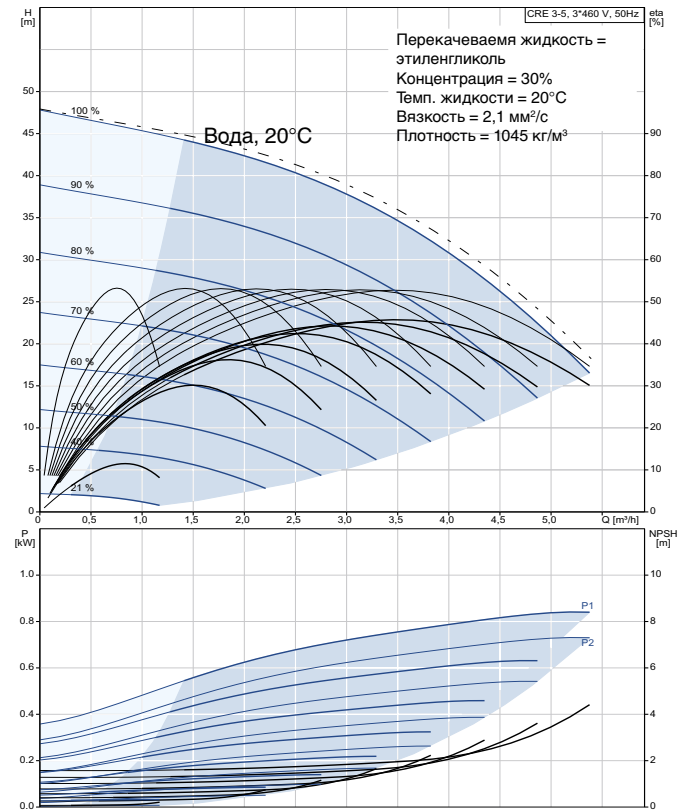 H
[m]
CRE 3-5, 3*460 V, 50Hz
eta
[%]
Перекачеваемя жидкость =
этиленгликоль
Концентрация = 30%
Темп. жидкости = 20°C
Вязкость = 2,1 мм²/с
Плотность = 1045 кг/м³
50
100 %
Вода, 20°C
45
90
40
80
90 %
35
70
80 %
30
60
25
50
70 %
20
40
60 %
15
30
50 %
10
20
40 %
5
10
21 %
0
0
0
0,5
1,0
1,5
2,0
2,5
3,0
3,5
4,0
4,5
5,0
Q [m³/h]
P
[kW]
NPSH
[m]
1.0
10
P1
0.8
8
P2
0.6
6
0.4
4
0.2
2
0.0
0